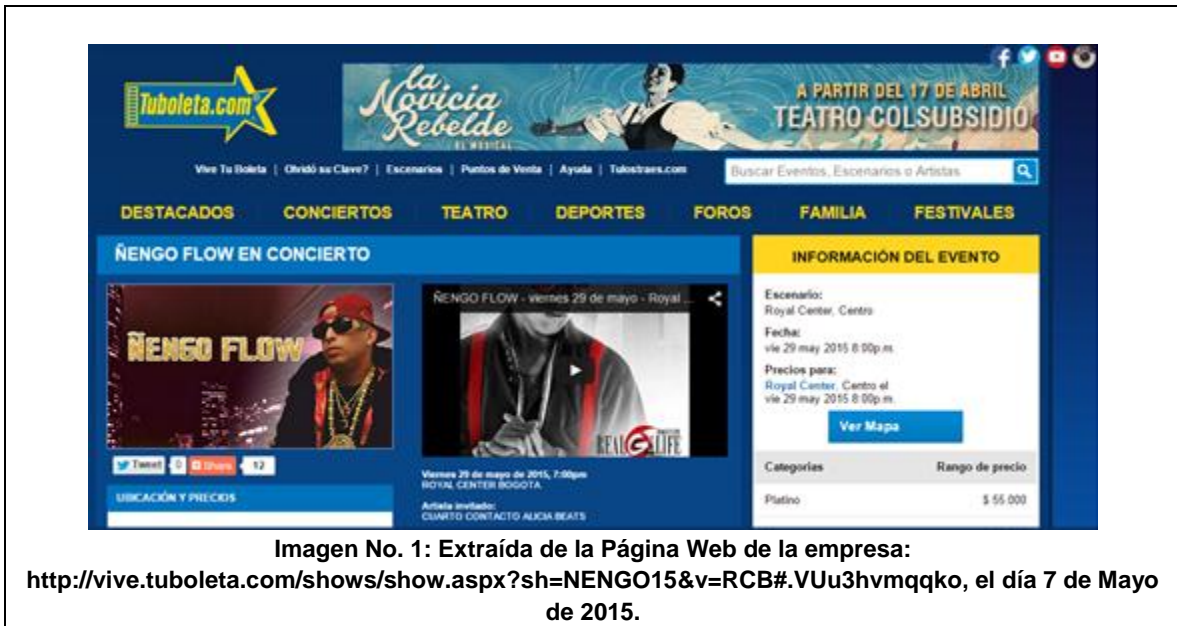 Tuboleta.com
la
Novicia
Rebelde
EL MUSICAL
A PARTIR DEL 17 DE ABRIL
TEATRO COLSUBSIDIO
Vive Tu Boleta | Olvidó su Clave? | Escenarios | Puntos de Venta | Ayuda | Tulostraes.com
Buscar Eventos, Escenarios o Artistas
DESTACADOS CONCIERTOS TEATRO DEPORTES FOROS FAMILIA FESTIVALES
ÑENGO FLOW EN CONCIERTO
ÑENGO FLOW
Tweet 0 Share 12
UBICACIÓN Y PRECIOS
ÑENGO FLOW - viernes 29 de mayo - Royal ...
REAL G LIFE
Viernes 29 de mayo de 2015, 7:00pm
ROYAL CENTER BOGOTA
Artista invitado:
CUARTO CONTACTO ALICIA BEATS
INFORMACIÓN DEL EVENTO
Escenario:
Royal Center, Centro
Fecha:
vie 29 may 2015 8:00p.m.
Precios para:
Royal Center, Centro el
vie 29 may 2015 8:00p.m.
Ver Mapa
Categorias Rango de precio
Platino $ 55.000
Imagen No. 1: Extraída de la Página Web de la empresa:
http://vive.tuboleta.com/shows/show.aspx?sh=NENGO15&v=RCB#.VUu3hvmqqko, el día 7 de Mayo
de 2015.